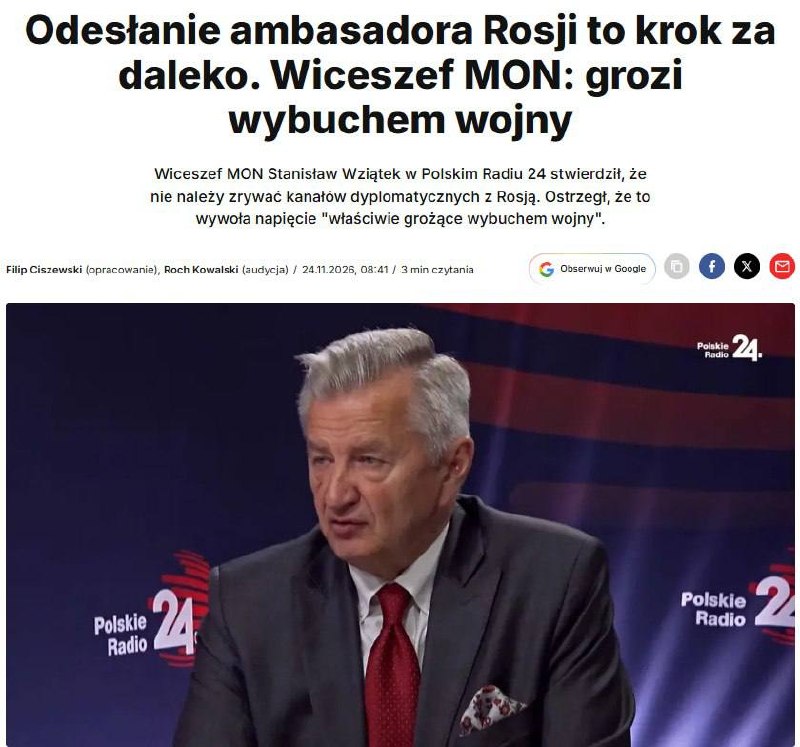 Odesłanie ambasadora Rosji to krok za
daleko. Wiceszef MON: grozi
wybuchem wojny
Wiceszef MON Stanisław Wziątek w Polskim Radiu 24 stwierdził, że
nie należy zrywać kanałów dyplomatycznych z Rosją. Ostrzegł, że to
wywoła napięcie "właściwie grożące wybuchem wojny".
Filip Ciszewski (opracowanie), Roch Kowalski (audycja) / 24.11.2026, 08:41 / 3 min czytania
Obserwuj w Google
Polskie
Radio 24.
Polskie
Radio 24.
Polskie
Radio 24